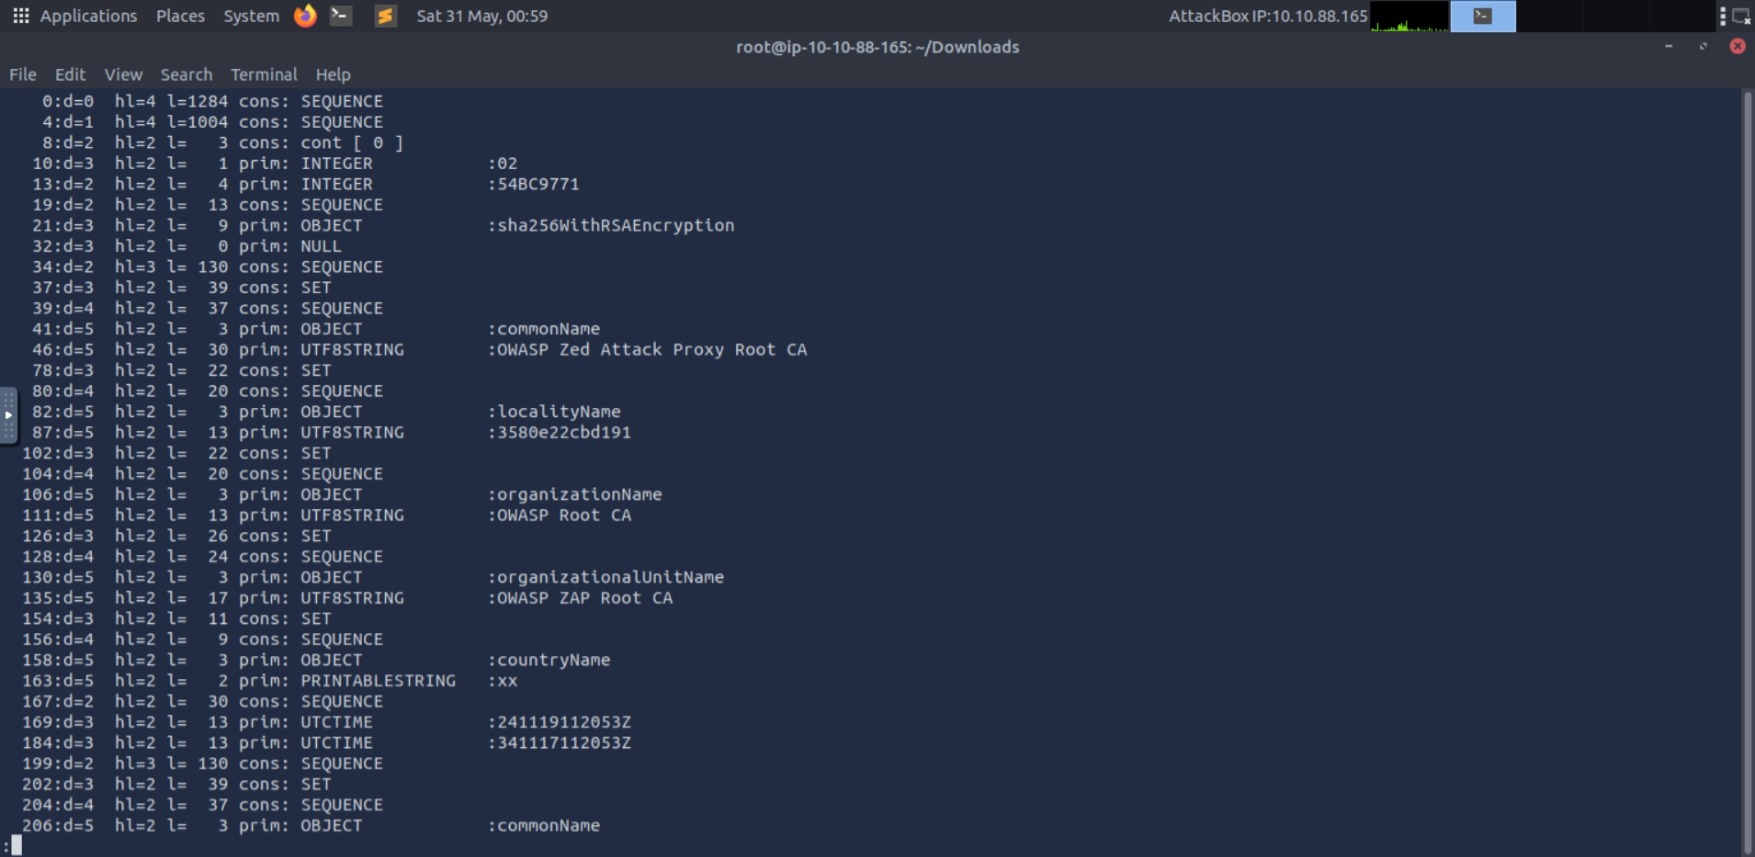 Applications Places System Sat 31 May, 00:59 AttackBox IP:10.10.88.165
root@ip-10-10-88-165: ~/Downloads
File Edit View Search Terminal Help
0:d=0 hl=4 l=1284 cons: SEQUENCE
4:d=1 hl=4 l=1004 cons: SEQUENCE
8:d=2 hl=2 l= 3 cons: cont [ 0 ]
10:d=3 hl=2 l= 1 prim: INTEGER :02
13:d=2 hl=2 l= 4 prim: INTEGER :54BC9771
19:d=2 hl=2 l= 13 cons: SEQUENCE
21:d=3 hl=2 l= 9 prim: OBJECT :sha256WithRSAEncryption
32:d=3 hl=2 l= 0 prim: NULL
34:d=2 hl=3 l= 130 cons: SEQUENCE
37:d=3 hl=2 l= 39 cons: SET
39:d=4 hl=2 l= 37 cons: SEQUENCE
41:d=5 hl=2 l= 3 prim: OBJECT :commonName
46:d=5 hl=2 l= 30 prim: UTF8STRING :OWASP Zed Attack Proxy Root CA
78:d=3 hl=2 l= 22 cons: SET
80:d=4 hl=2 l= 20 cons: SEQUENCE
82:d=5 hl=2 l= 3 prim: OBJECT :localityName
87:d=5 hl=2 l= 13 prim: UTF8STRING :3580e22cbd191
102:d=3 hl=2 l= 22 cons: SET
104:d=4 hl=2 l= 20 cons: SEQUENCE
106:d=5 hl=2 l= 3 prim: OBJECT :organizationName
111:d=5 hl=2 l= 13 prim: UTF8STRING :OWASP Root CA
126:d=3 hl=2 l= 26 cons: SET
128:d=4 hl=2 l= 24 cons: SEQUENCE
130:d=5 hl=2 l= 3 prim: OBJECT :organizationalUnitName
135:d=5 hl=2 l= 17 prim: UTF8STRING :OWASP ZAP Root CA
154:d=3 hl=2 l= 11 cons: SET
156:d=4 hl=2 l= 9 cons: SEQUENCE
158:d=5 hl=2 l= 3 prim: OBJECT :countryName
163:d=5 hl=2 l= 2 prim: PRINTABLESTRING :xx
167:d=2 hl=2 l= 30 cons: SEQUENCE
169:d=3 hl=2 l= 13 prim: UTCTIME :241119112053Z
184:d=3 hl=2 l= 13 prim: UTCTIME :341117112053Z
199:d=2 hl=3 l= 130 cons: SEQUENCE
202:d=3 hl=2 l= 39 cons: SET
204:d=4 hl=2 l= 37 cons: SEQUENCE
206:d=5 hl=2 l= 3 prim: OBJECT :commonName
: